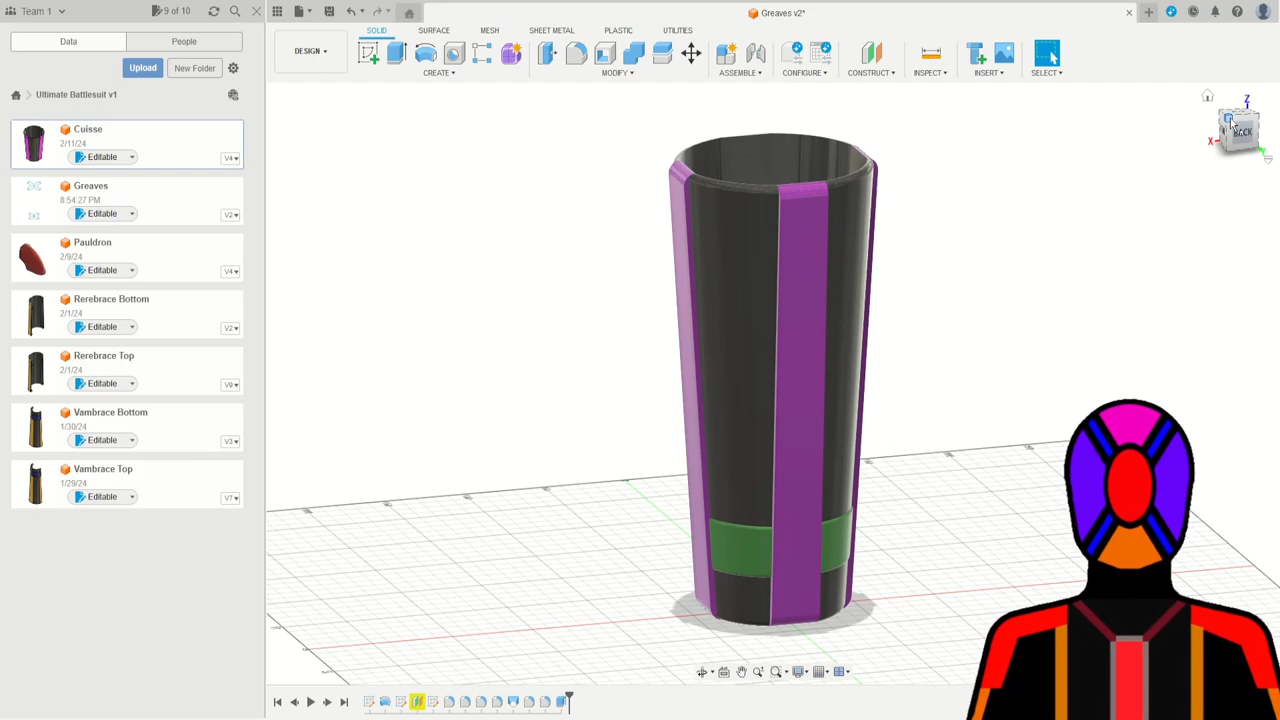 Team 1
9 of 10
Greaves v2*
Data
People
Upload
New Folder
Ultimate Battlesuit v1
Cuisse
2/11/24
Editable
V4
Greaves
8:54:27 PM
Editable
V2
Pauldron
2/9/24
Editable
V4
Rerebrace Bottom
2/1/24
Editable
V2
Rerebrace Top
2/1/24
Editable
V9
Vambrace Bottom
1/30/24
Editable
V3
Vambrace Top
1/29/24
Editable
V7
DESIGN
SOLID
SURFACE
MESH
SHEET METAL
PLASTIC
UTILITIES
CREATE
MODIFY
ASSEMBLE
CONFIGURE
CONSTRUCT
INSPECT
INSERT
SELECT
Z
BACK
X
Y